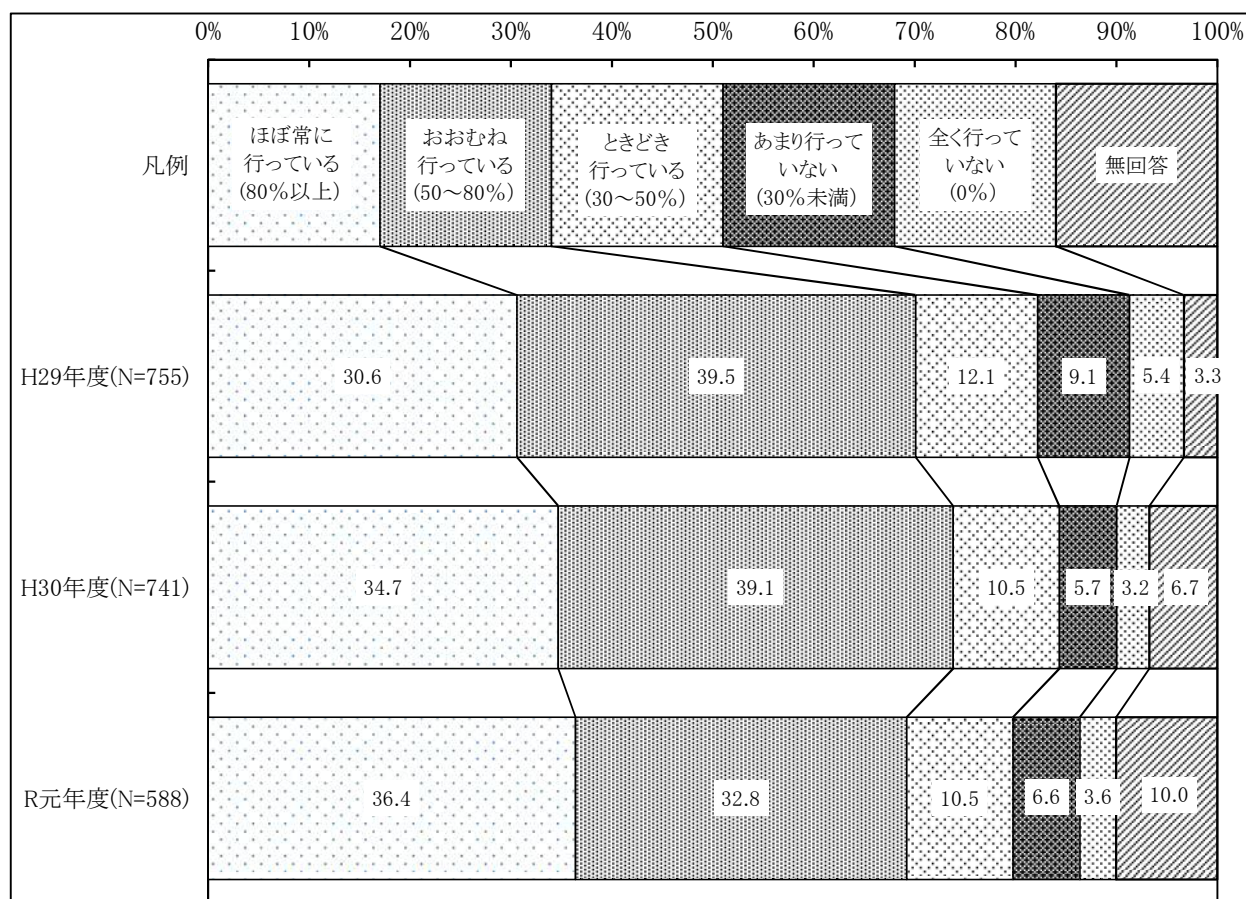 0% 10% 20% 30% 40% 50% 60% 70% 80% 90% 100%
凡例
ほぼ常に
行っている
(80%以上)
おおむね
行っている
(50～80%)
ときどき
行っている
(30～50%)
あまり行って
いない
(30%未満)
全く行って
いない
(0%)
無回答
H29年度(N=755) 30.6 39.5 12.1 9.1 5.4 3.3
H30年度(N=741) 34.7 39.1 10.5 5.7 3.2 6.7
R元年度(N=588) 36.4 32.8 10.5 6.6 3.6 10.0